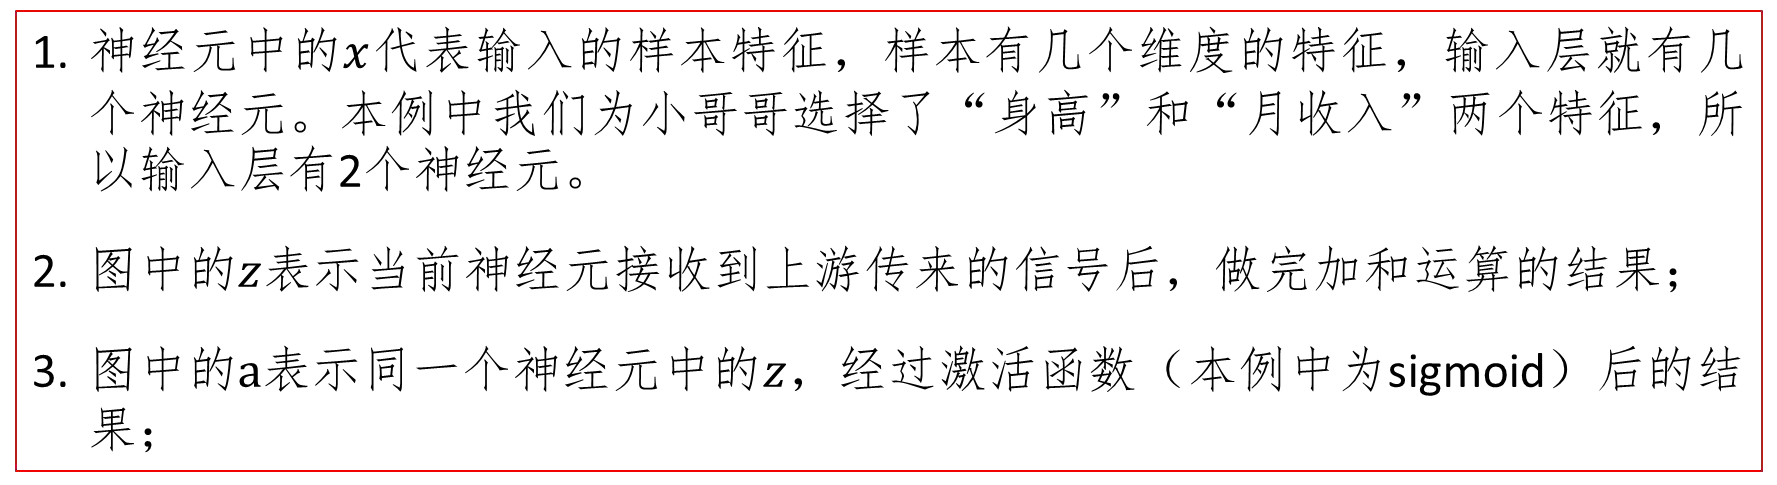 1. 神经元中的x代表输入的样本特征，样本有几个维度的特征，输入层就有几
个神经元。本例中我们为小哥哥选择了“身高”和“月收入”两个特征，所
以输入层有2个神经元。
2. 图中的z表示当前神经元接收到上游传来的信号后，做完加和运算的结果；
3. 图中的a表示同一个神经元中的z，经过激活函数（本例中为sigmoid）后的结
果；